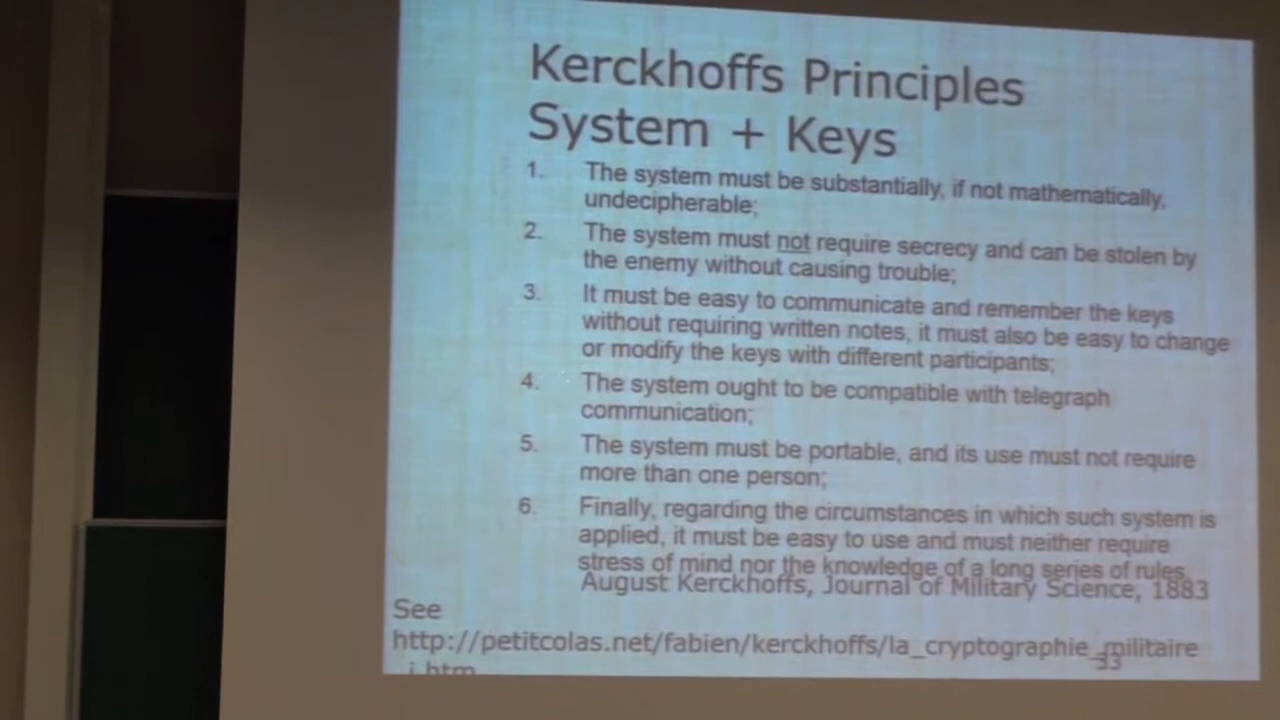 Kerckhoffs Principles
System + Keys
1. The system must be substantially, if not mathematically,
undecipherable;
2. The system must not require secrecy and can be stolen by
the enemy without causing trouble;
3. It must be easy to communicate and remember the keys
without requiring written notes, it must also be easy to change
or modify the keys with different participants;
4. The system ought to be compatible with telegraph
communication;
5. The system must be portable, and its use must not require
more than one person;
6. Finally, regarding the circumstances in which such system is
applied, it must be easy to use and must neither require
stress of mind nor the knowledge of a long series of rules.
August Kerckhoffs, Journal of Military Science, 1883
See
http://petitcolas.net/fabien/kerckhoffs/la_cryptographie_militaire
_i.htm
33